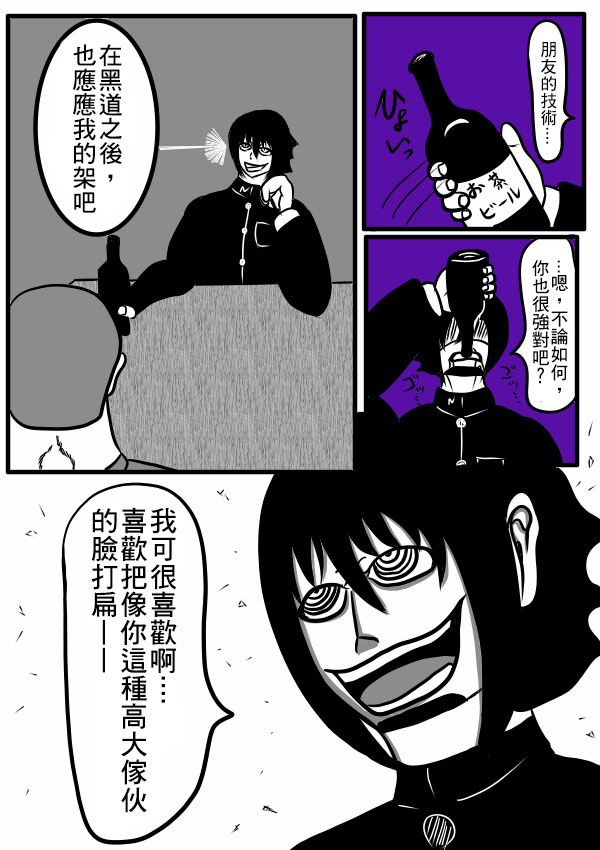 朋友的技術…
ひょいっ
お茶
ビール
在黑道之後，
也應應我的架吧
…嗯，不論如何，
你也很強對吧？
ゴッ…
ゴッ…
我可很喜歡啊…
喜歡把像你這種高大傢伙
的臉打扁——